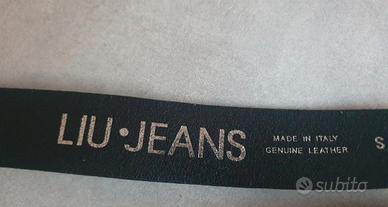 LIU•JEANS
MADE IN ITALY
GENUINE LEATHER
S
subito